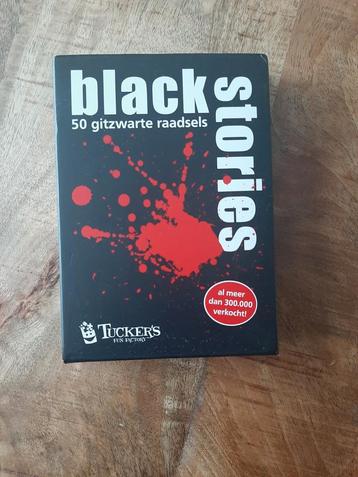 black
stories
50 gitzwarte raadsels
al meer
dan 300.000
verkocht!
TUCKER'S
FUN FACTORY